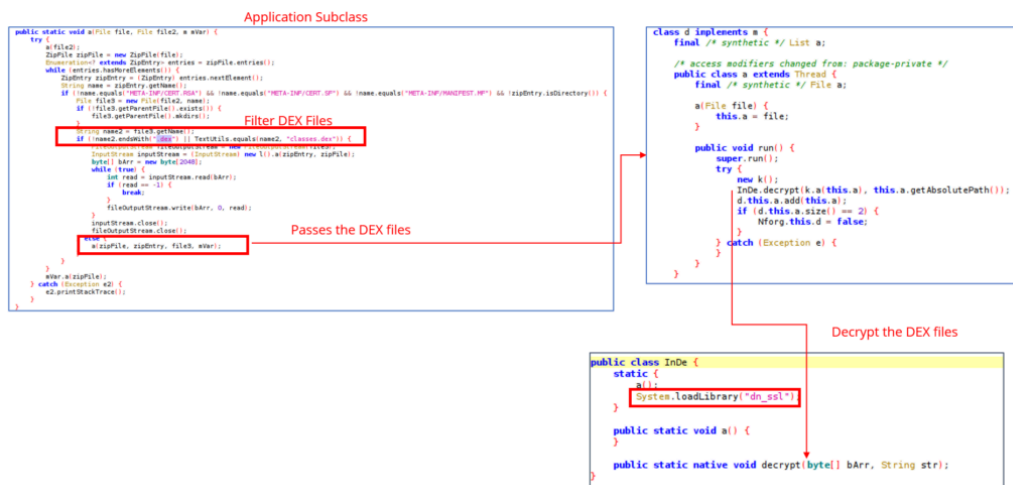 Application Subclass
public static void a(File file, File file2, m mVar) {
try {
a(file2);
ZipFile zipFile = new ZipFile(file);
Enumeration<? extends ZipEntry> entries = zipFile.entries();
while (entries.hasMoreElements()) {
ZipEntry zipEntry = (ZipEntry) entries.nextElement();
String name = zipEntry.getName();
if (!name.equals("META-INF/CERT.RSA") && !name.equals("META-INF/CERT.SF") && !name.equals("META-INF/MANIFEST.MF") && !zipEntry.isDirectory()) {
File file3 = new File(file2, name);
if (!file3.getParentFile().exists()) {
file3.getParentFile().mkdirs();
}
Filter DEX Files
String name2 = file3.getName();
if (!name2.endsWith(".dex") || TextUtils.equals(name2, "classes.dex")) {
FileOutputStream fileOutputStream = new FileOutputStream(file3);
InputStream inputStream = (InputStream) new l().a(zipEntry, zipFile);
byte[] bArr = new byte[2048];
while (true) {
int read = inputStream.read(bArr);
if (read == -1) {
break;
}
fileOutputStream.write(bArr, 0, read);
}
inputStream.close();
fileOutputStream.close();
} else {
a(zipFile, zipEntry, file3, mVar);
}
}
}
mVar.a(zipFile);
} catch (Exception e2) {
e2.printStackTrace();
}
}
Passes the DEX files
class d implements m {
final /* synthetic */ List a;
/* access modifiers changed from: package-private */
public class a extends Thread {
final /* synthetic */ File a;
a(File file) {
this.a = file;
}
public void run() {
super.run();
try {
new k();
InDe.decrypt(k.a(this.a), this.a.getAbsolutePath());
d.this.a.add(this.a);
if (d.this.a.size() == 2) {
Nforg.this.d = false;
}
} catch (Exception e) {
}
}
}
Decrypt the DEX files
public class InDe {
static {
a();
System.loadLibrary("dn_ssl");
}
public static void a() {
}
public static native void decrypt(byte[] bArr, String str);
}